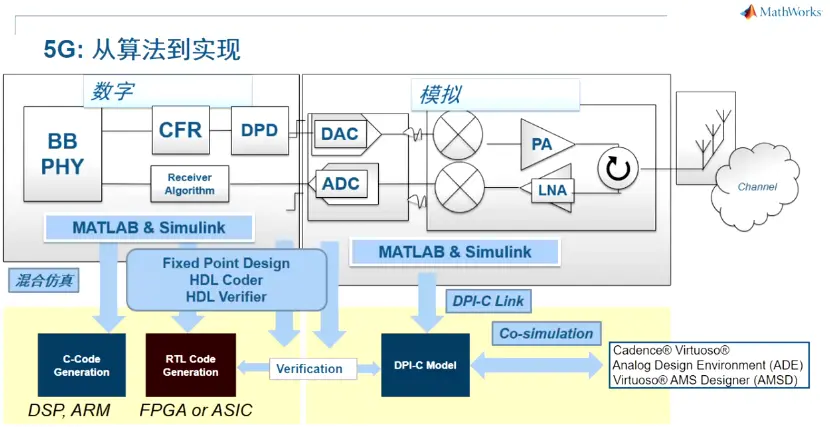 MathWorks
5G: 从算法到实现
数字
模拟
BB
PHY
CFR
DPD
DAC
PA
Receiver
Algorithm
ADC
LNA
Channel
MATLAB & Simulink
MATLAB & Simulink
混合仿真
Fixed Point Design
HDL Coder
HDL Verifier
DPI-C Link
Co-simulation
C-Code
Generation
RTL Code
Generation
Verification
DPI-C Model
Cadence® Virtuoso®
Analog Design Environment (ADE)
Virtuoso® AMS Designer (AMSD)
DSP, ARM
FPGA or ASIC